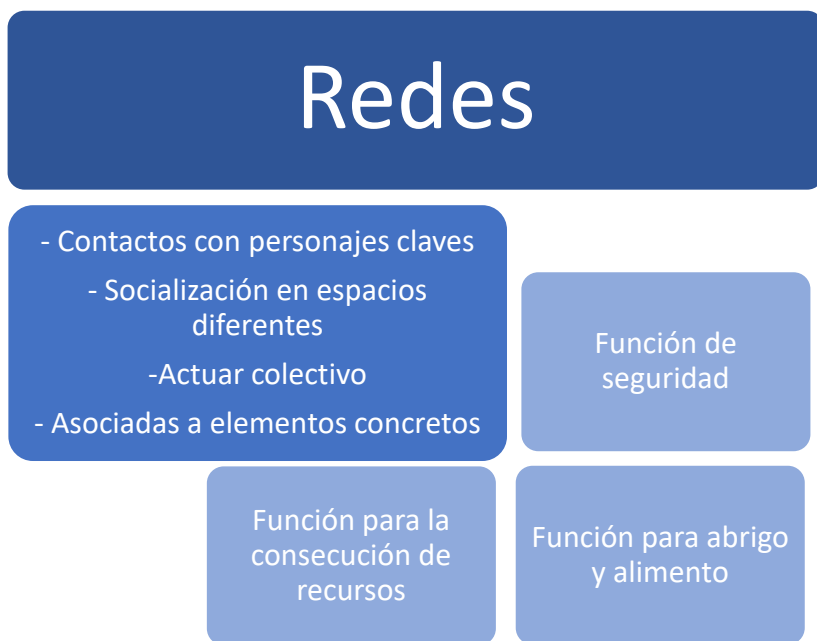 Redes
- Contactos con personajes claves
- Socialización en espacios
diferentes
-Actuar colectivo
- Asociadas a elementos concretos
Función de
seguridad
Función para la
consecución de
recursos
Función para abrigo
y alimento